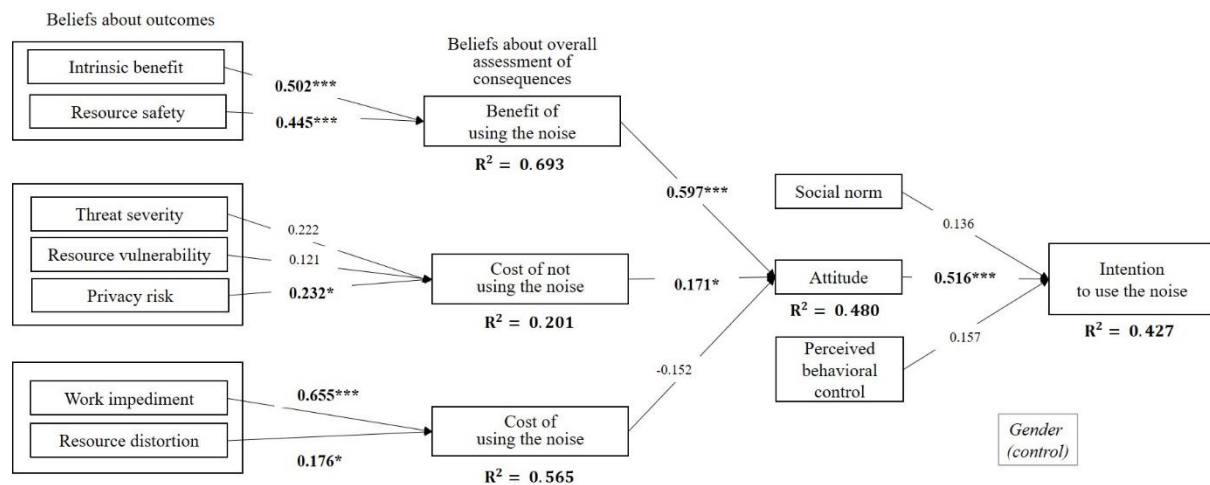 Beliefs about outcomes
Intrinsic benefit
Resource safety
0.502***
0.445***
Beliefs about overall
assessment of
consequences
Benefit of
using the noise
R² = 0.693
Threat severity
Resource vulnerability
Privacy risk
0.222
0.121
0.232*
Cost of not
using the noise
R² = 0.201
Work impediment
Resource distortion
0.655***
0.176*
Cost of
using the noise
R² = 0.565
0.597***
0.171*
-0.152
Social norm
Attitude
R² = 0.480
Perceived
behavioral
control
0.136
0.516***
0.157
Intention
to use the noise
R² = 0.427
Gender
(control)